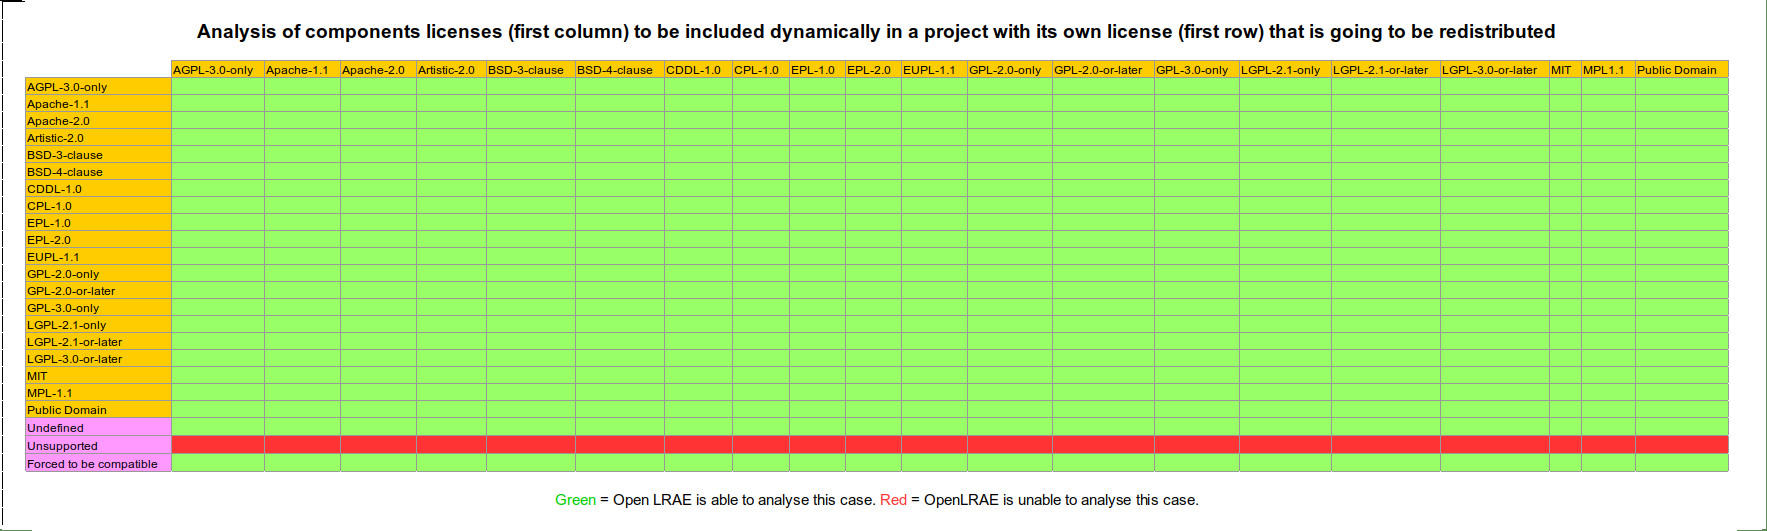 Analysis of components licenses (first column) to be included dynamically in a project with its own license (first row) that is going to be redistributed
AGPL-3.0-only Apache-1.1 Apache-2.0 Artistic-2.0 BSD-3-clause BSD-4-clause CDDL-1.0 CPL-1.0 EPL-1.0 EPL-2.0 EUPL-1.1 GPL-2.0-only GPL-2.0-or-later GPL-3.0-only LGPL-2.1-only LGPL-2.1-or-later LGPL-3.0-or-later MIT MPL1.1 Public Domain
AGPL-3.0-only
Apache-1.1
Apache-2.0
Artistic-2.0
BSD-3-clause
BSD-4-clause
CDDL-1.0
CPL-1.0
EPL-1.0
EPL-2.0
EUPL-1.1
GPL-2.0-only
GPL-2.0-or-later
GPL-3.0-only
LGPL-2.1-only
LGPL-2.1-or-later
LGPL-3.0-or-later
MIT
MPL-1.1
Public Domain
Undefined
Unsupported
Forced to be compatible
Green = Open LRAE is able to analyse this case. Red = OpenLRAE is unable to analyse this case.